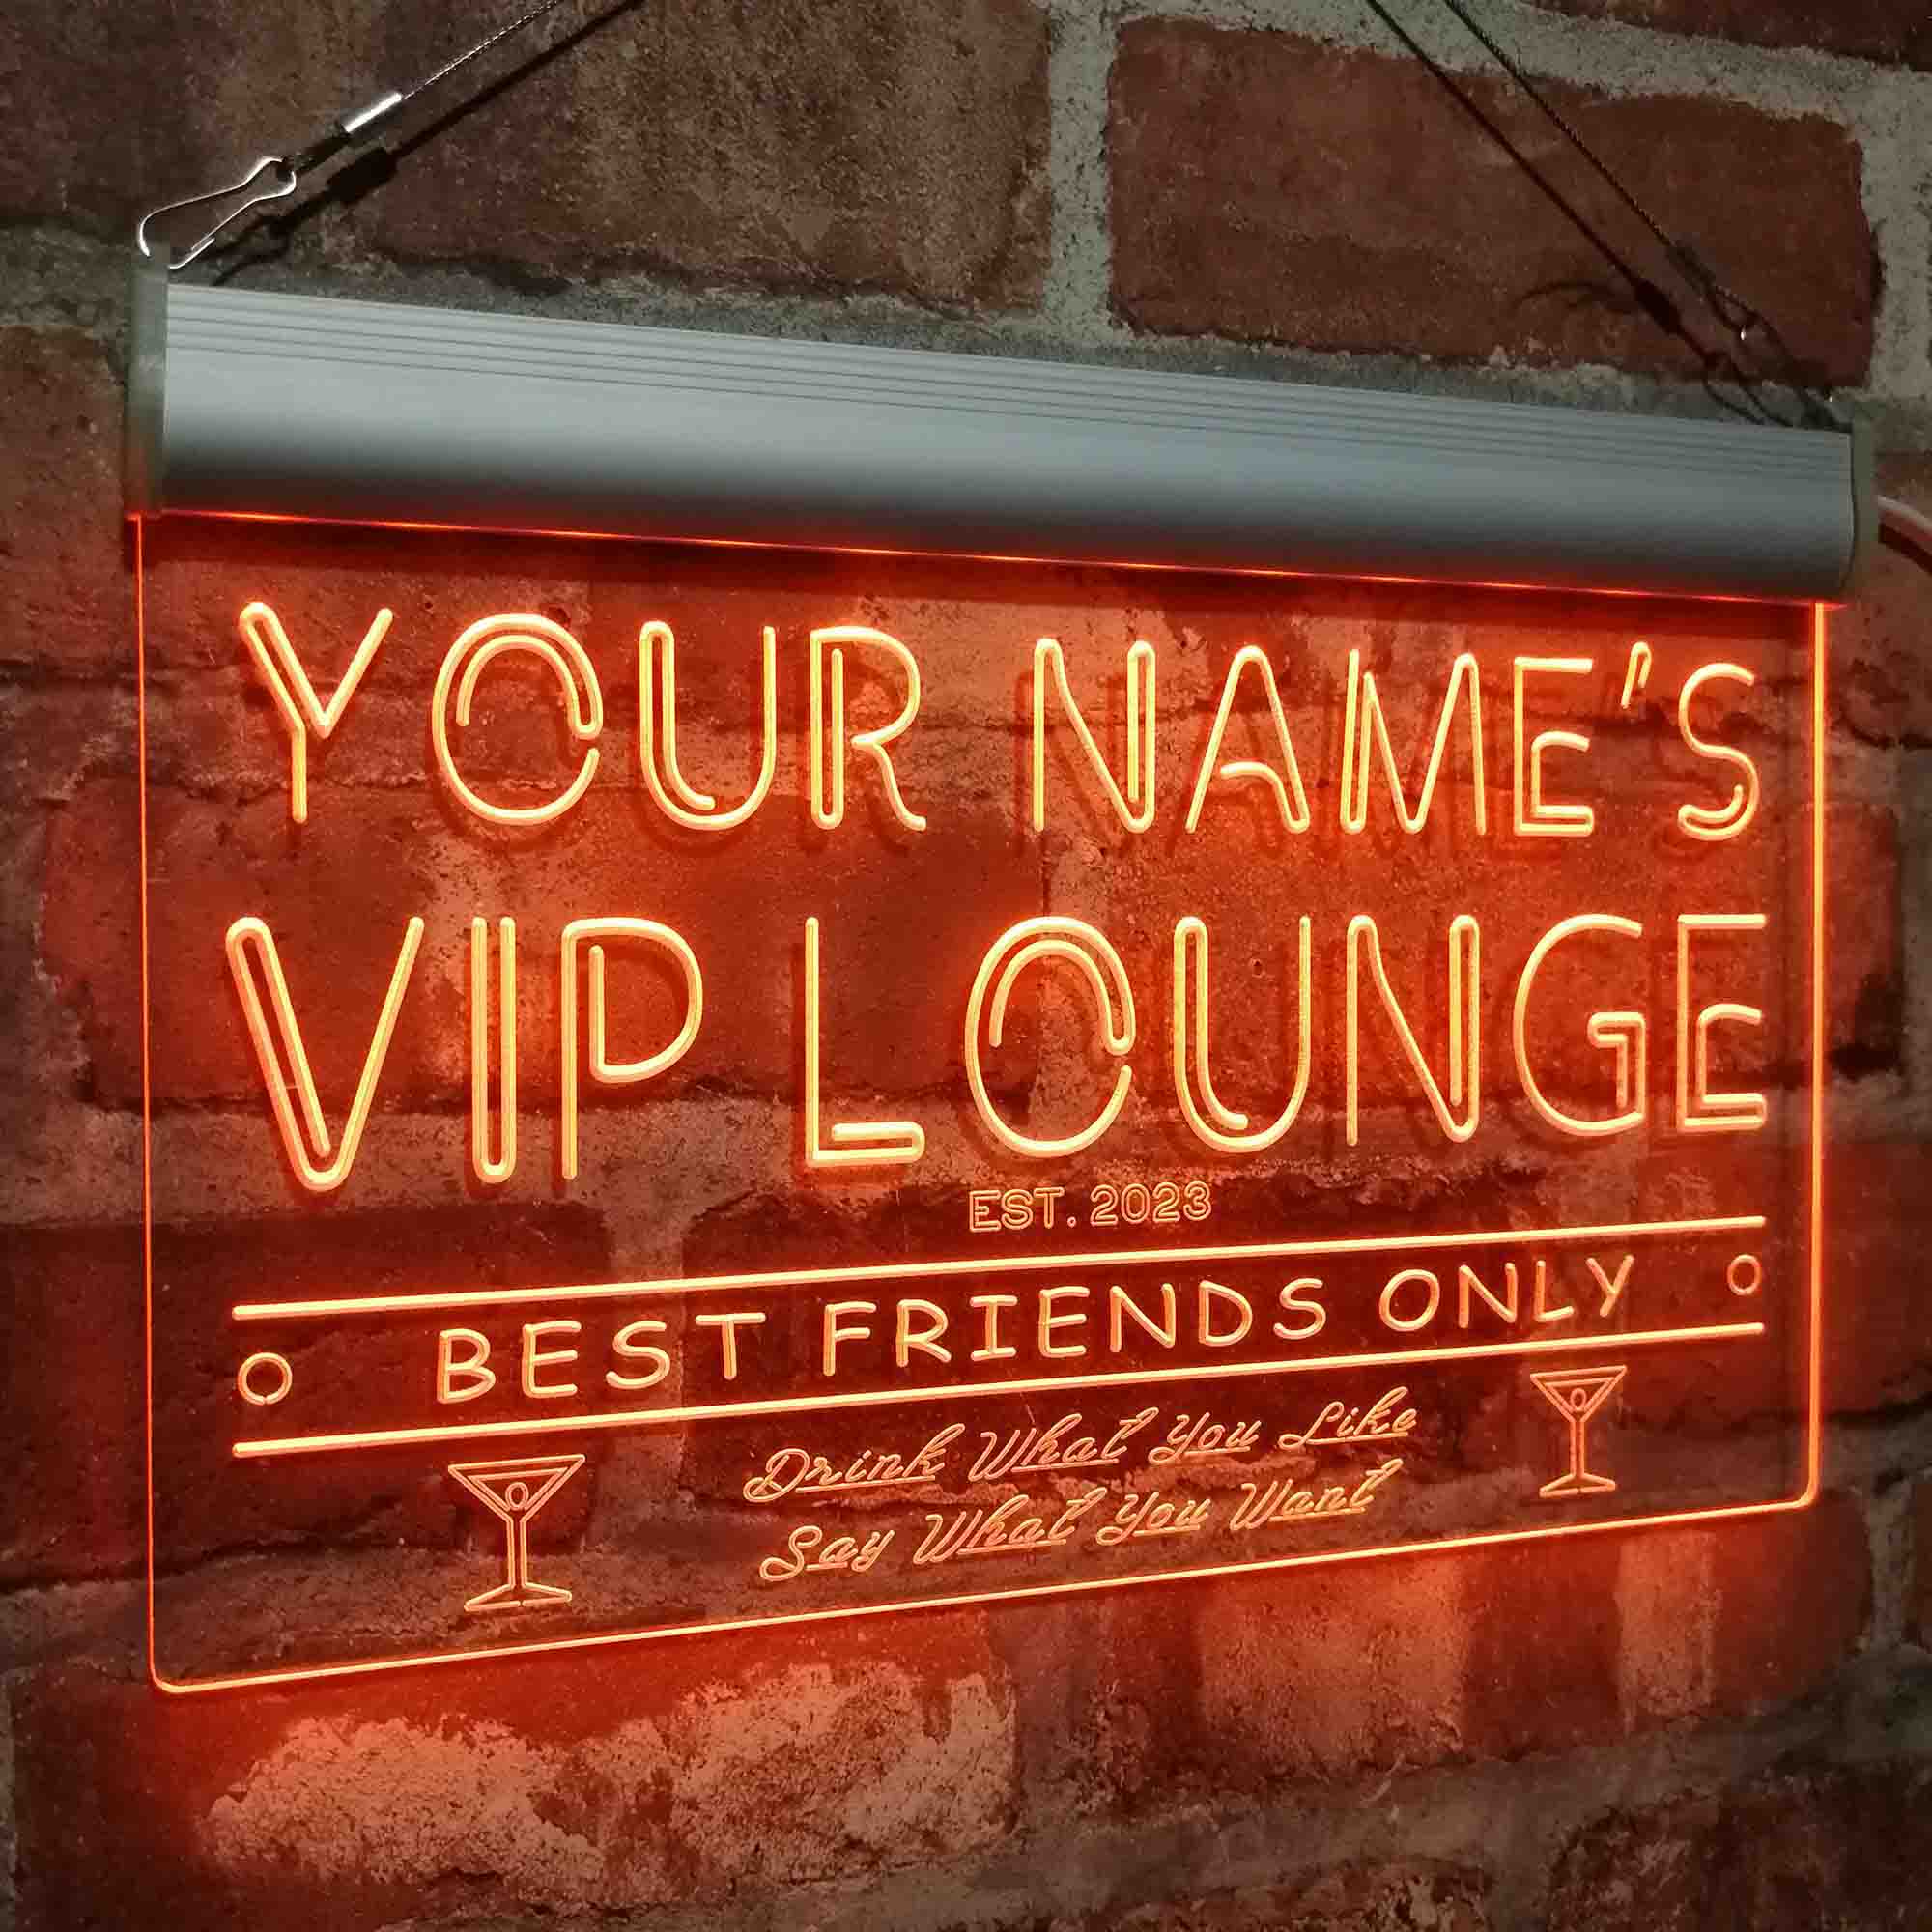 YOUR NAME'S
VIP LOUNGE
EST. 2023
BEST FRIENDS ONLY
Drink What You Like
Say What You Want